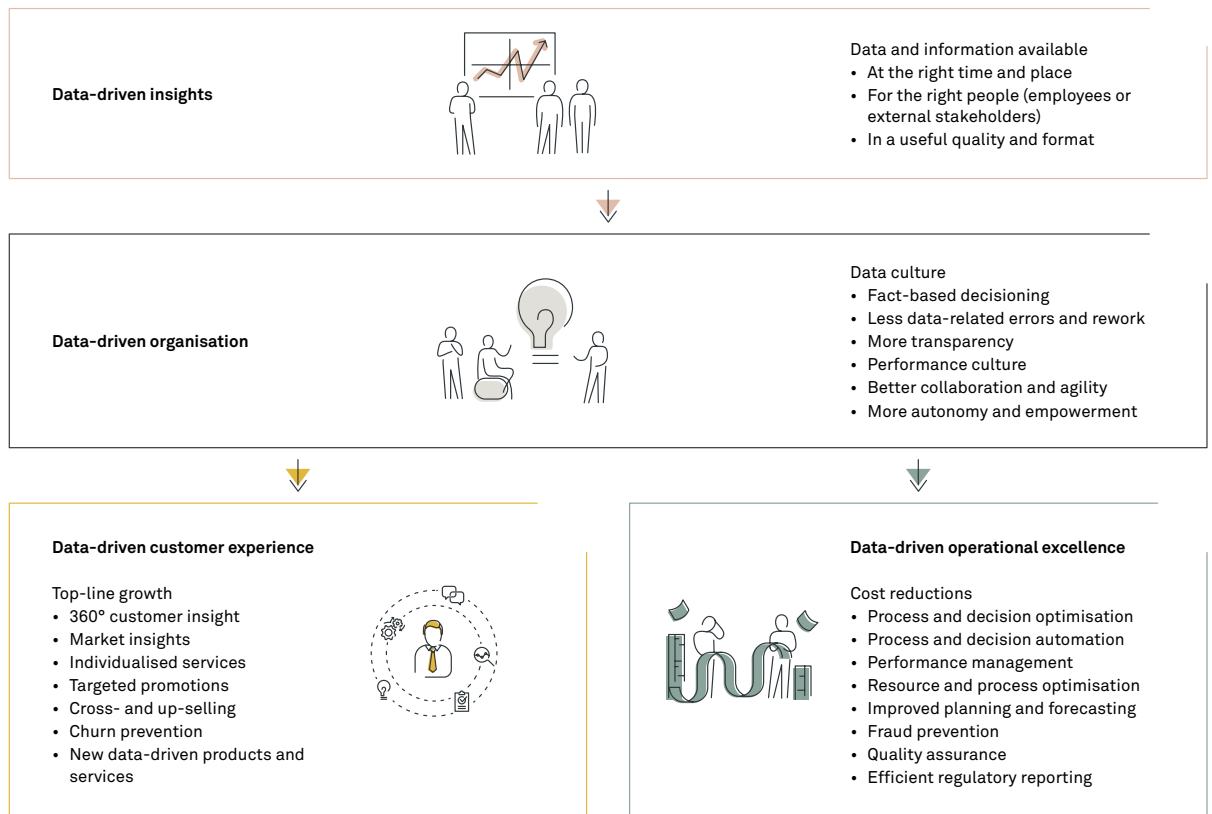 Data-driven insights
Data and information available
• At the right time and place
• For the right people (employees or
external stakeholders)
• In a useful quality and format
Data-driven organisation
Data culture
• Fact-based decisioning
• Less data-related errors and rework
• More transparency
• Performance culture
• Better collaboration and agility
• More autonomy and empowerment
Data-driven customer experience
Top-line growth
• 360° customer insight
• Market insights
• Individualised services
• Targeted promotions
• Cross- and up-selling
• Churn prevention
• New data-driven products and
services
Data-driven operational excellence
Cost reductions
• Process and decision optimisation
• Process and decision automation
• Performance management
• Resource and process optimisation
• Improved planning and forecasting
• Fraud prevention
• Quality assurance
• Efficient regulatory reporting